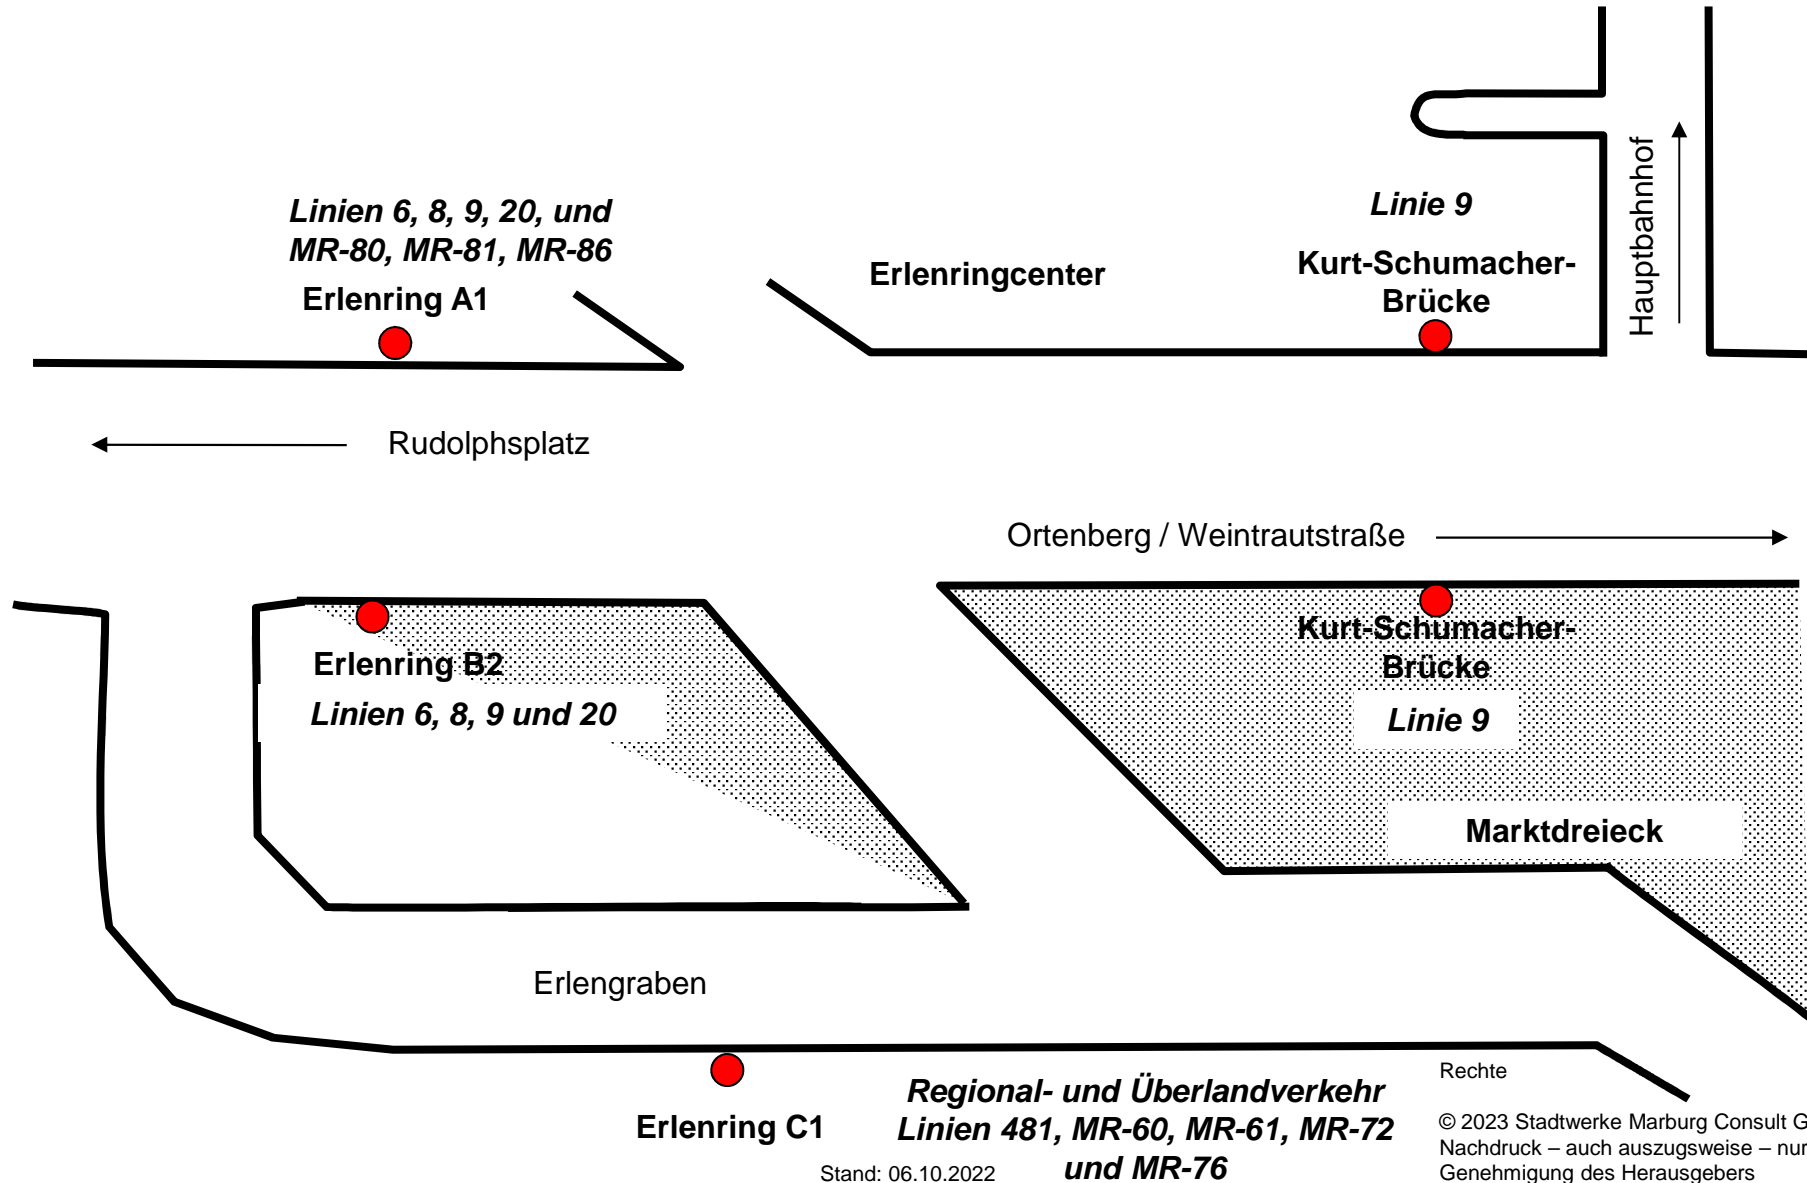 Linien 6, 8, 9, 20, und
MR-80, MR-81, MR-86
Erlenring A1
Erlenringcenter
Linie 9
Kurt-Schumacher-
Brücke
Hauptbahnhof
Rudolphsplatz
Ortenberg / Weintrautstraße
Erlenring B2
Linien 6, 8, 9 und 20
Kurt-Schumacher-
Brücke
Linie 9
Marktdreieck
Erlengraben
Erlenring C1
Regional- und Überlandverkehr
Linien 481, MR-60, MR-61, MR-72
und MR-76
Stand: 06.10.2022
Rechte
© 2023 Stadtwerke Marburg Consult G
Nachdruck – auch auszugsweise – nur
Genehmigung des Herausgebers